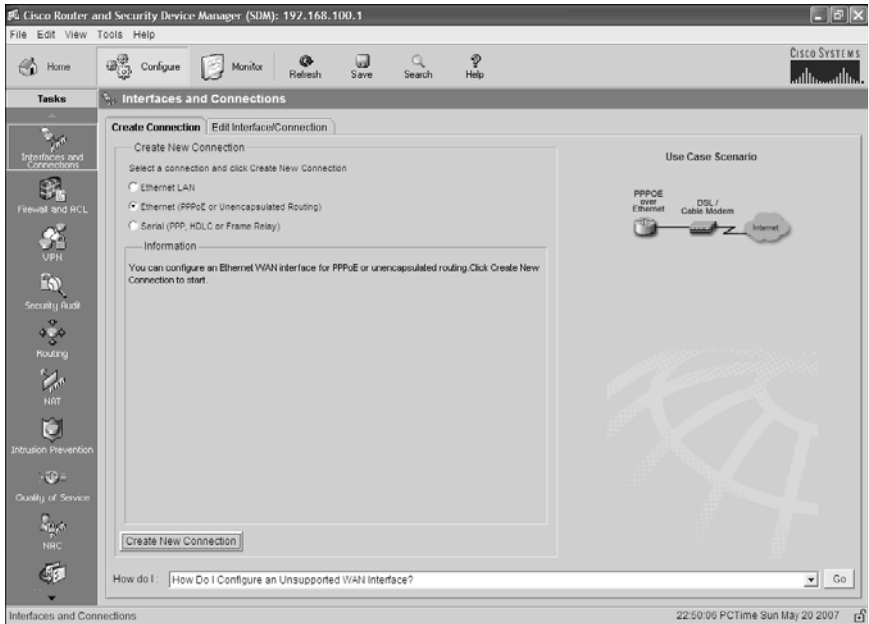 Cisco Router and Security Device Manager (SDM): 192.168.100.1
File Edit View Tools Help
Home
Configure
Monitor
Refresh
Save
Search
Help
CISCO SYSTEMS
Tasks
Interfaces and Connections
Create Connection
Edit Interface/Connection
Interfaces and
Connections
Firewall and ACL
VPN
Security Audit
Routing
NAT
Intrusion Prevention
Quality of Service
NAC
Create New Connection
Select a connection and click Create New Connection
Ethernet LAN
Ethernet (PPPoE or Unencapsulated Routing)
Serial (PPP, HDLC or Frame Relay)
Information
You can configure an Ethernet WAN interface for PPPoE or unencapsulated routing.Click Create New
Connection to start.
Use Case Scenario
PPPOE
over
Ethernet
DSL /
Cable Modem
Internet
Create New Connection
How do I :
How Do I Configure an Unsupported WAN Interface?
Go
Interfaces and Connections
22:50:06 PCTime Sun May 20 2007